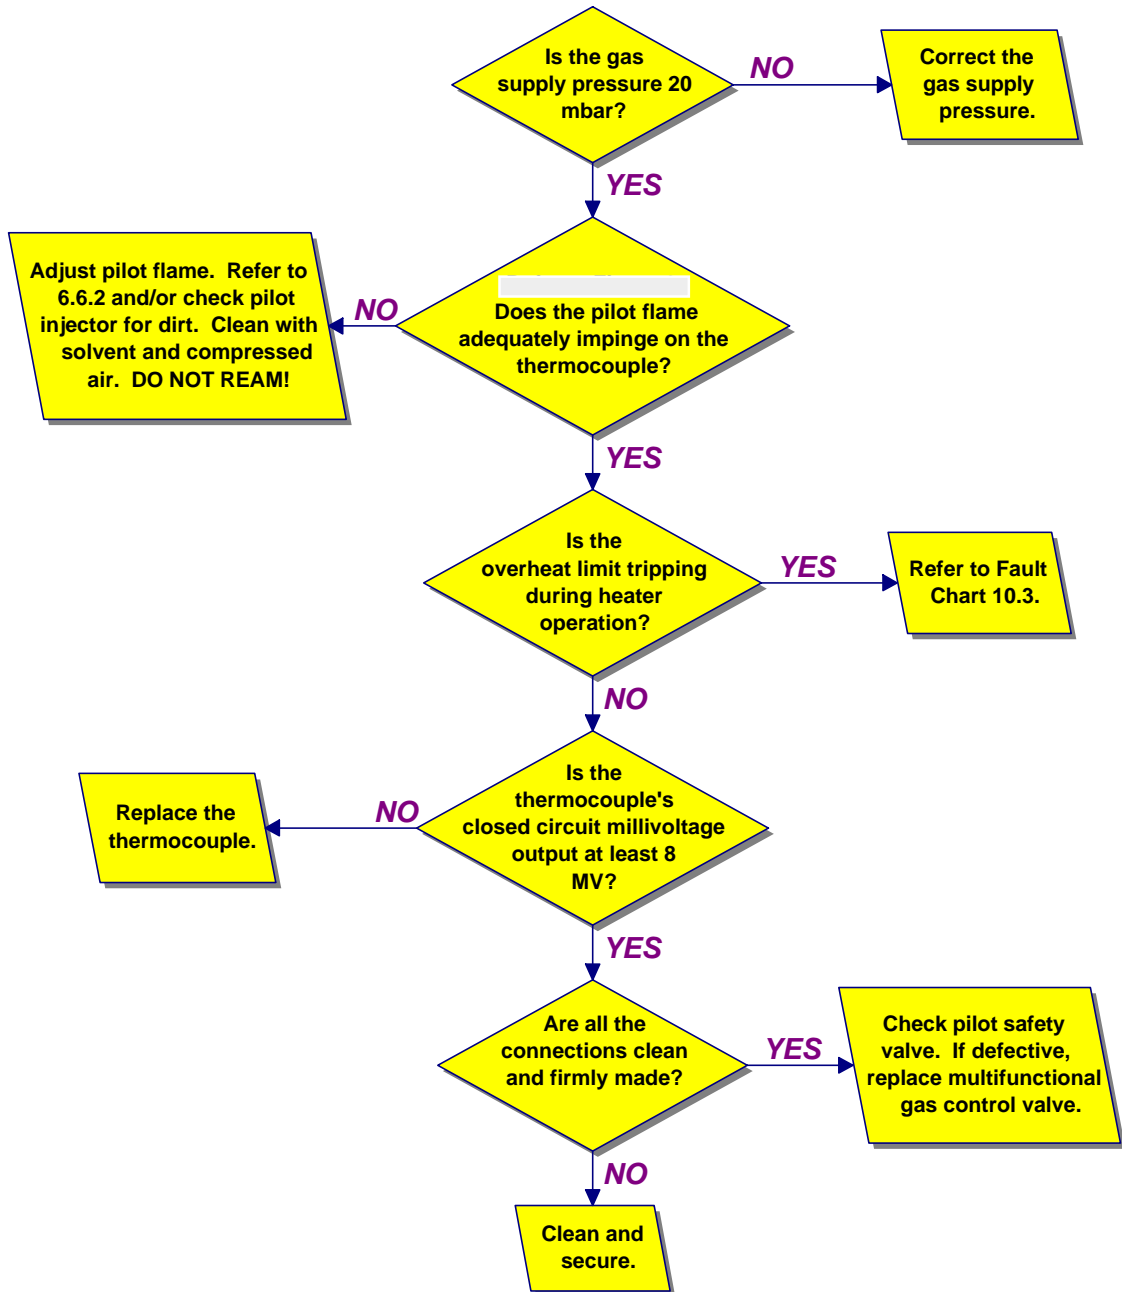 Is the gas
supply pressure 20
mbar?
NO
Correct the
gas supply
pressure.
YES
Adjust pilot flame. Refer to
6.6.2 and/or check pilot
injector for dirt. Clean with
solvent and compressed
air. DO NOT REAM!
NO
Does the pilot flame
adequately impinge on the
thermocouple?
YES
Is the
overheat limit tripping
during heater
operation?
YES
Refer to Fault
Chart 10.3.
NO
Replace the
thermocouple.
NO
Is the
thermocouple's
closed circuit millivoltage
output at least 8
MV?
YES
Are all the
connections clean
and firmly made?
YES
Check pilot safety
valve. If defective,
replace multifunctional
gas control valve.
NO
Clean and
secure.